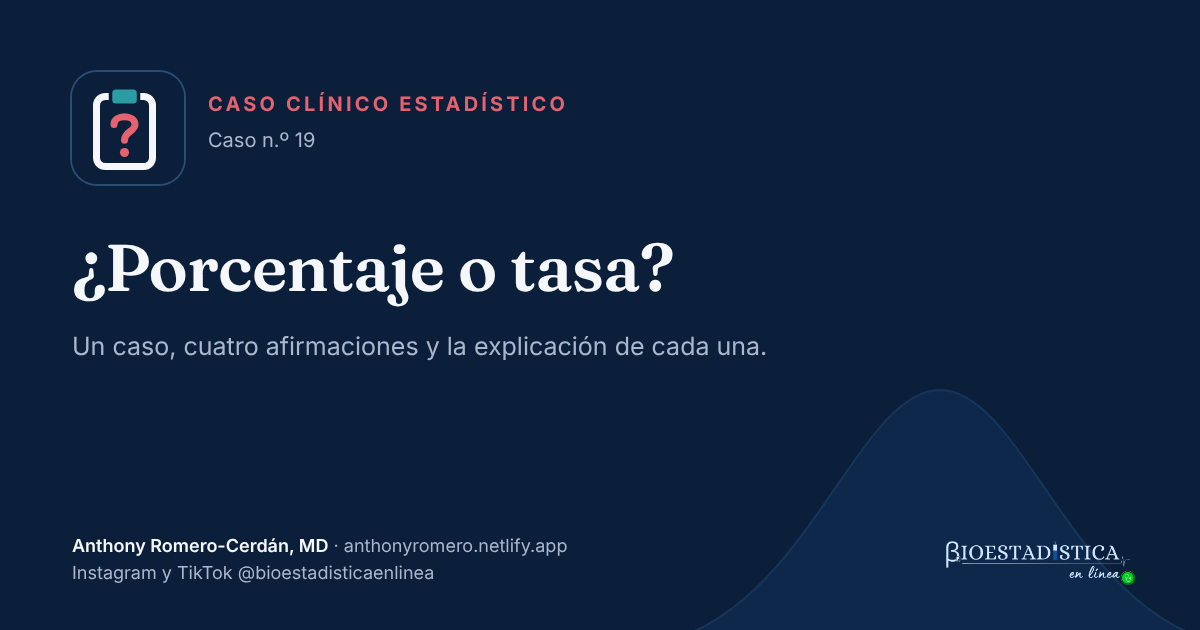 CASO CLÍNICO ESTADÍSTICO
Caso n.º 19
¿Porcentaje o tasa?
Un caso, cuatro afirmaciones y la explicación de cada una.
Anthony Romero-Cerdán, MD · anthonyromero.netlify.app
Instagram y TikTok @bioestadisticaenlinea
βIOESTADÍSTICA
en línea